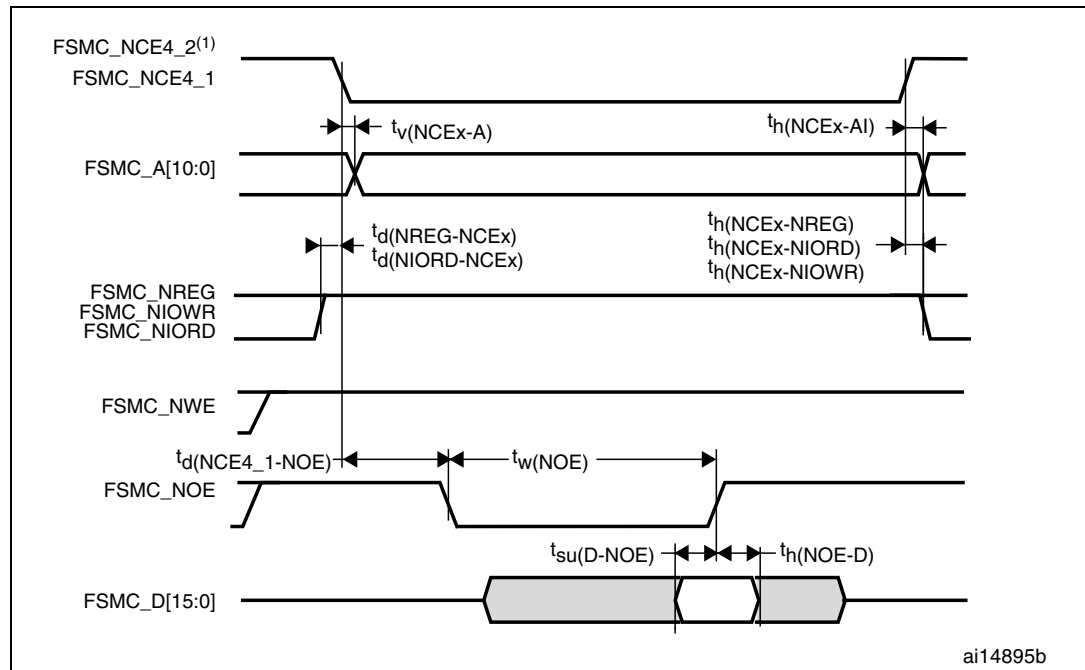 FSMC_NCE4_2(1)
FSMC_NCE4_1
tv(NCEx-A)
th(NCEx-AI)
FSMC_A[10:0]
td(NREG-NCEx)
td(NIORD-NCEx)
th(NCEx-NREG)
th(NCEx-NIORD)
th(NCEx-NIOWR)
FSMC_NREG
FSMC_NIOWR
FSMC_NIORD
FSMC_NWE
td(NCE4_1-NOE)
tw(NOE)
FSMC_NOE
tsu(D-NOE)
th(NOE-D)
FSMC_D[15:0]
ai14895b